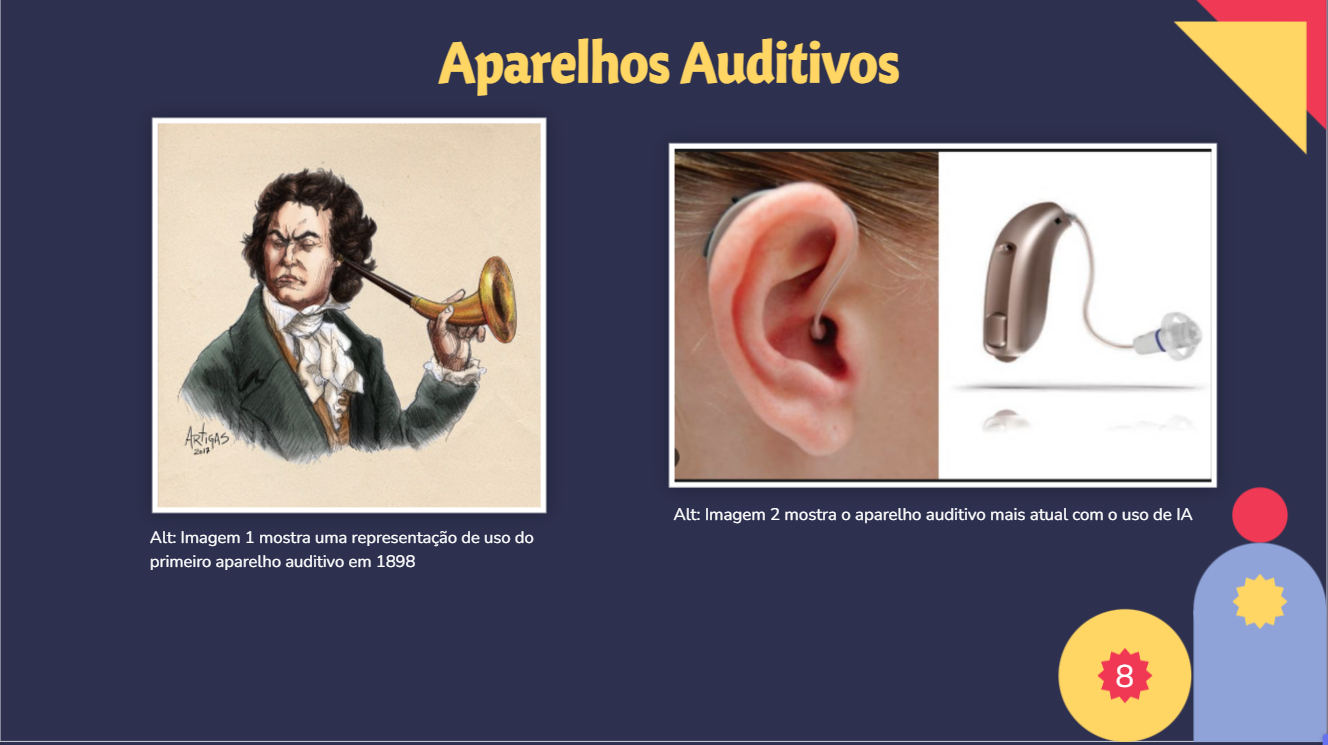 Aparelhos Auditivos
ARTIGAS
2017
Alt: Imagem 1 mostra uma representação de uso do
primeiro aparelho auditivo em 1898
Alt: Imagem 2 mostra o aparelho auditivo mais atual com o uso de IA
8